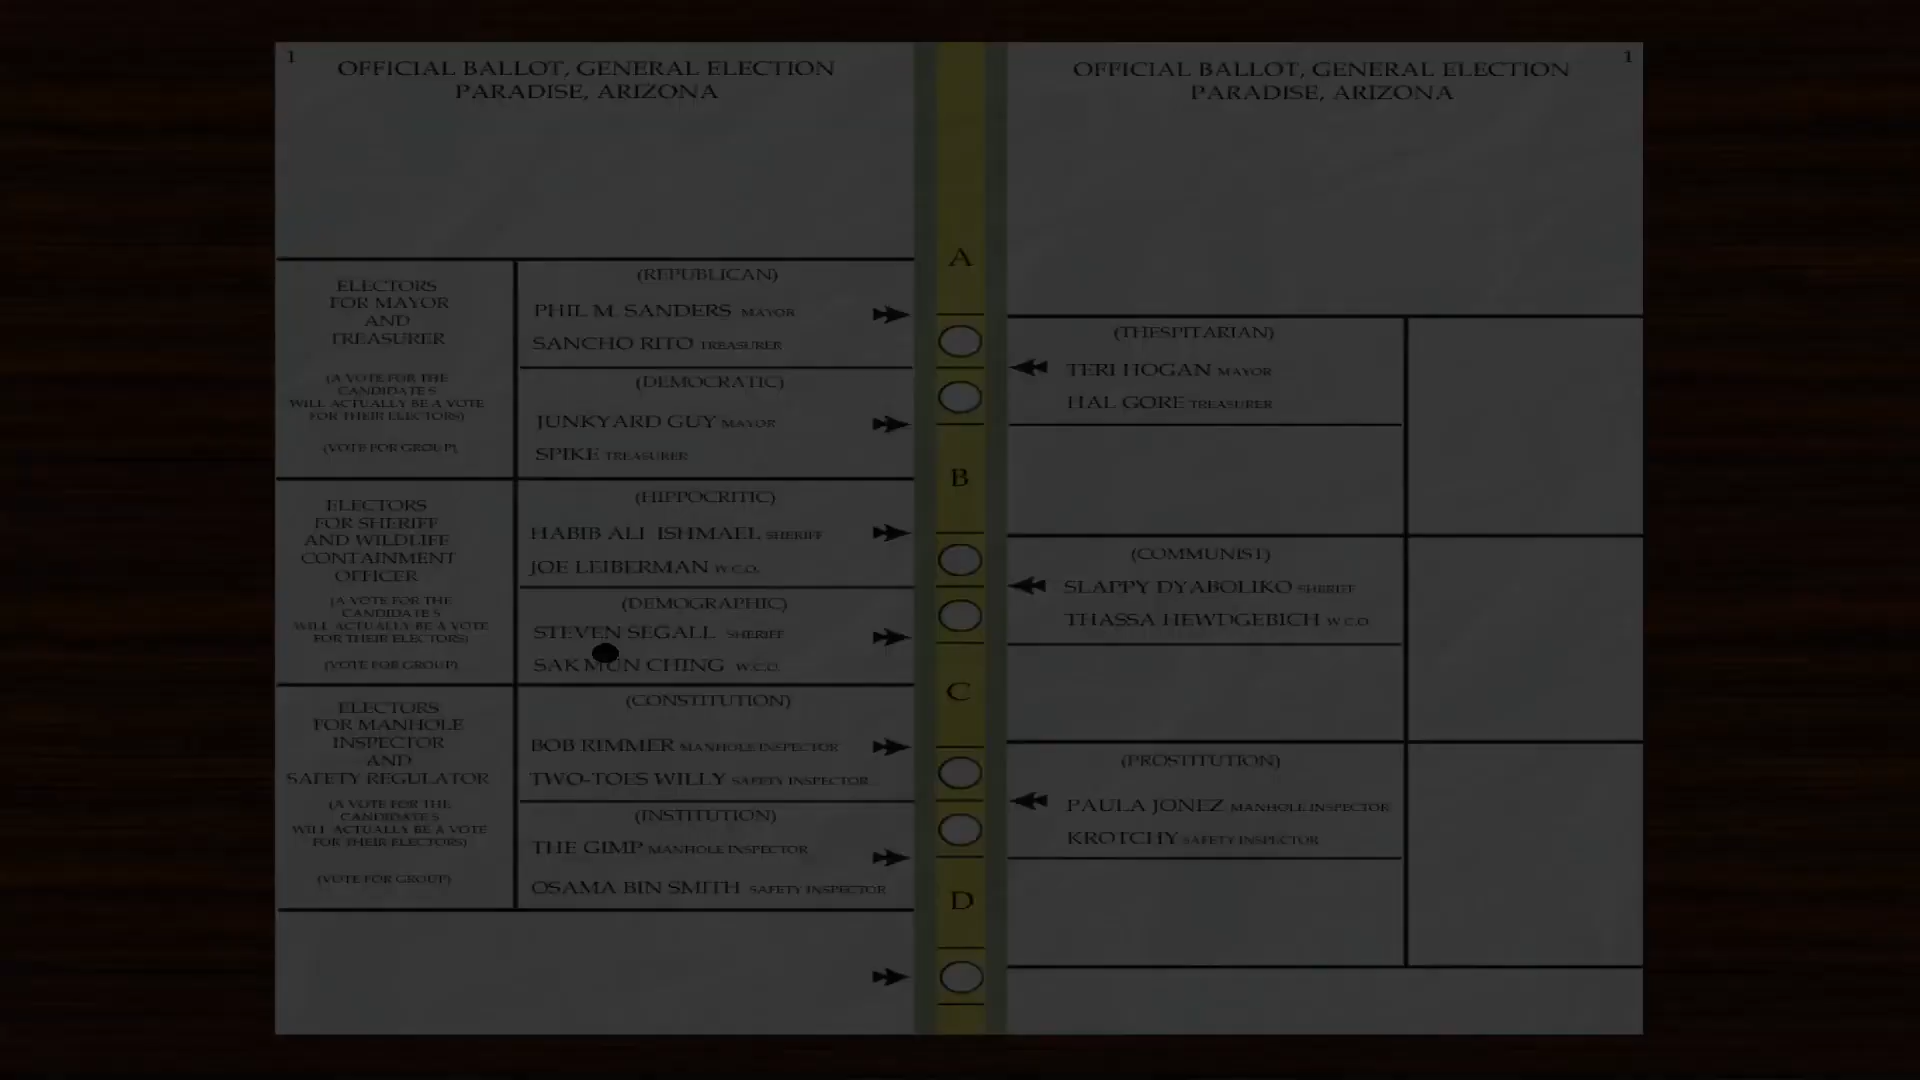 1
OFFICIAL BALLOT, GENERAL ELECTION
PARADISE, ARIZONA
ELECTORS
FOR MAYOR
AND
TREASURER
(A VOTE FOR THE
CANDIDATES
WILL ACTUALLY BE A VOTE
FOR THEIR ELECTORS)
(VOTE FOR GROUP)
(REPUBLICAN)
PHIL M. SANDERS MAYOR
SANCHO RITO TREASURER
(DEMOCRATIC)
JUNKYARD GUY MAYOR
SPIKE TREASURER
ELECTORS
FOR SHERIFF
AND WILDLIFE
CONTAINMENT
OFFICER
(A VOTE FOR THE
CANDIDATES
WILL ACTUALLY BE A VOTE
FOR THEIR ELECTORS)
(VOTE FOR GROUP)
(HIPPOCRITIC)
HABIB ALI ISHMAEL SHERIFF
JOE LEIBERMAN W.C.O.
(DEMOGRAPHIC)
STEVEN SEGALL SHERIFF
SAK MUN CHING W.C.O.
ELECTORS
FOR MANHOLE
INSPECTOR
AND
SAFETY REGULATOR
(A VOTE FOR THE
CANDIDATES
WILL ACTUALLY BE A VOTE
FOR THEIR ELECTORS)
(VOTE FOR GROUP)
(CONSTITUTION)
BOB RIMMER MANHOLE INSPECTOR
TWO-TOES WILLY SAFETY INSPECTOR
(INSTITUTION)
THE GIMP MANHOLE INSPECTOR
OSAMA BIN SMITH SAFETY INSPECTOR
A
B
C
D
1
OFFICIAL BALLOT, GENERAL ELECTION
PARADISE, ARIZONA
(THESPITARIAN)
TERI HOGAN MAYOR
HAL GORE TREASURER
(COMMUNIST)
SLAPPY DYABOLIKO SHERIFF
THASSA HEWDGEBICH W.C.O.
(PROSTITUTION)
PAULA JONEZ MANHOLE INSPECTOR
KROTCHY SAFETY INSPECTOR